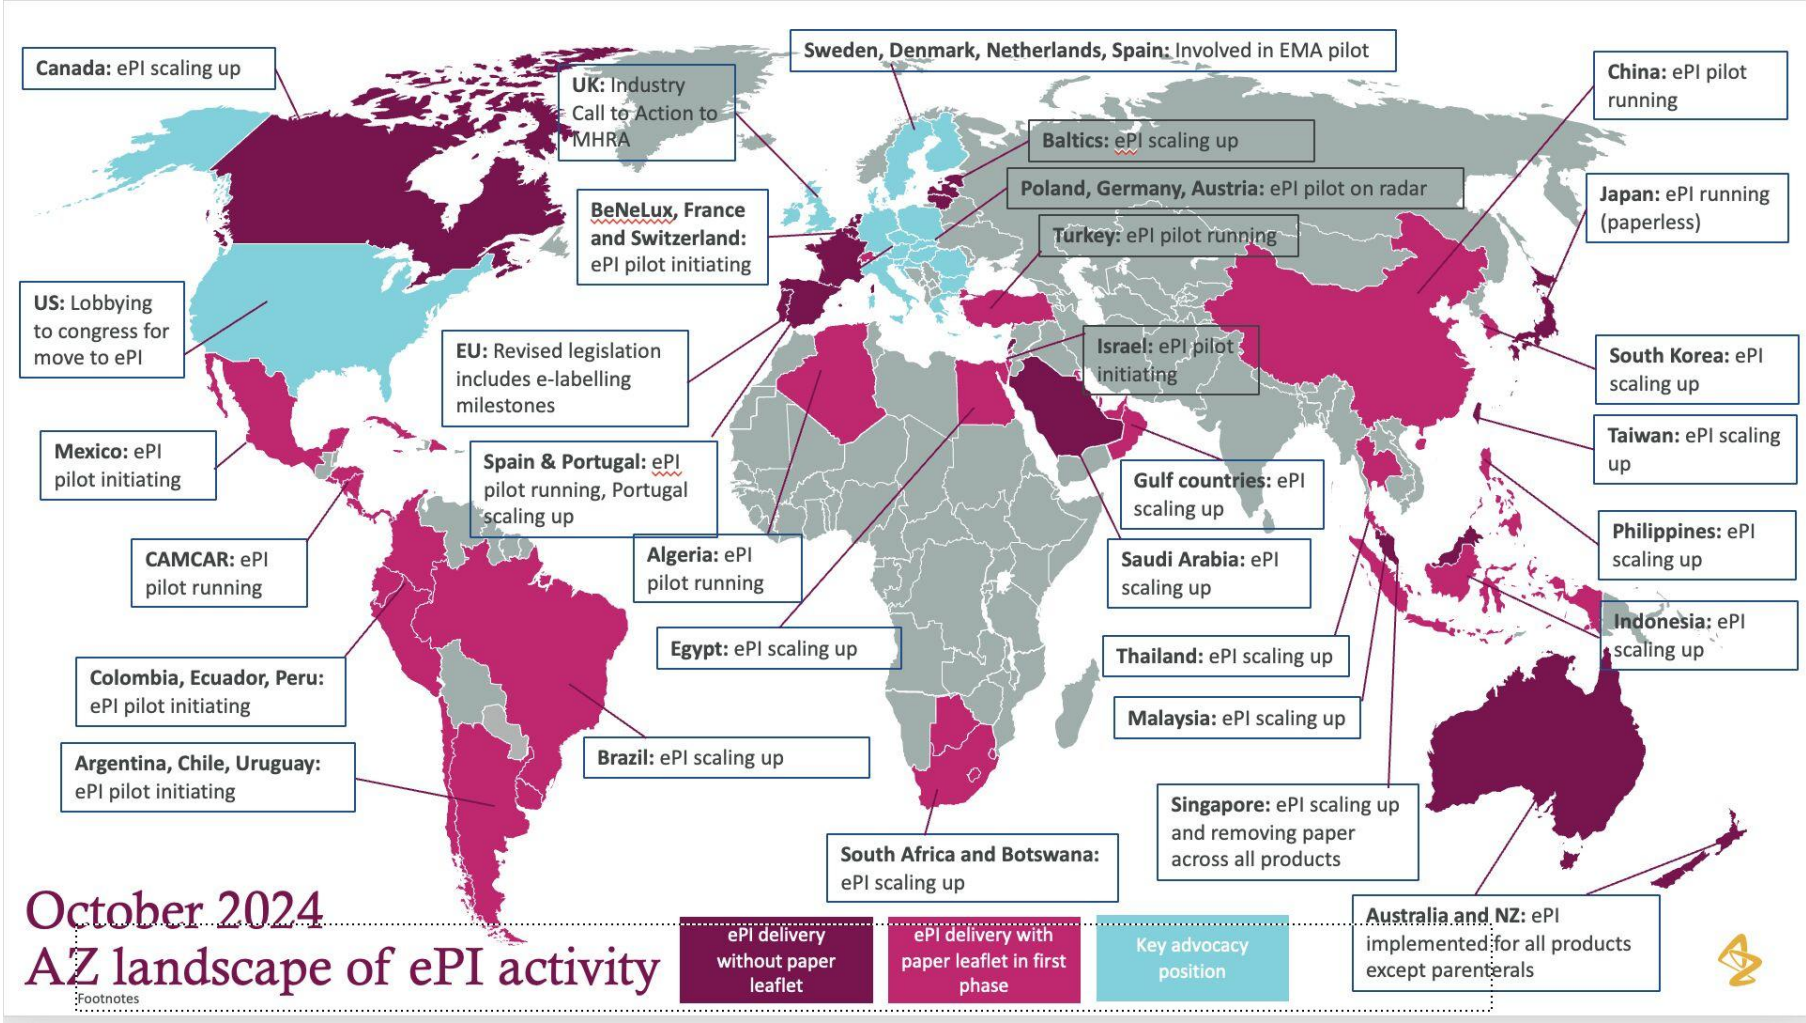 Canada: ePI scaling up
UK: Industry
Call to Action to
MHRA
Sweden, Denmark, Netherlands, Spain: Involved in EMA pilot
China: ePI pilot
running
Baltics: ePI scaling up
Poland, Germany, Austria: ePI pilot on radar
Japan: ePI running
(paperless)
BeNeLux, France
and Switzerland:
ePI pilot initiating
Turkey: ePI pilot running
US: Lobbying
to congress for
move to ePI
EU: Revised legislation
includes e-labelling
milestones
Israel: ePI pilot
initiating
South Korea: ePI
scaling up
Mexico: ePI
pilot initiating
Spain & Portugal: ePI
pilot running, Portugal
scaling up
Gulf countries: ePI
scaling up
Taiwan: ePI scaling
up
CAMCAR: ePI
pilot running
Algeria: ePI
pilot running
Saudi Arabia: ePI
scaling up
Philippines: ePI
scaling up
Egypt: ePI scaling up
Thailand: ePI scaling up
Indonesia: ePI
scaling up
Colombia, Ecuador, Peru:
ePI pilot initiating
Malaysia: ePI scaling up
Argentina, Chile, Uruguay:
ePI pilot initiating
Brazil: ePI scaling up
Singapore: ePI scaling up
and removing paper
across all products
South Africa and Botswana:
ePI scaling up
Australia and NZ: ePI
implemented for all products
except parenterals
October 2024
AZ landscape of ePI activity
Footnotes
ePI delivery
without paper
leaflet
ePI delivery with
paper leaflet in first
phase
Key advocacy
position